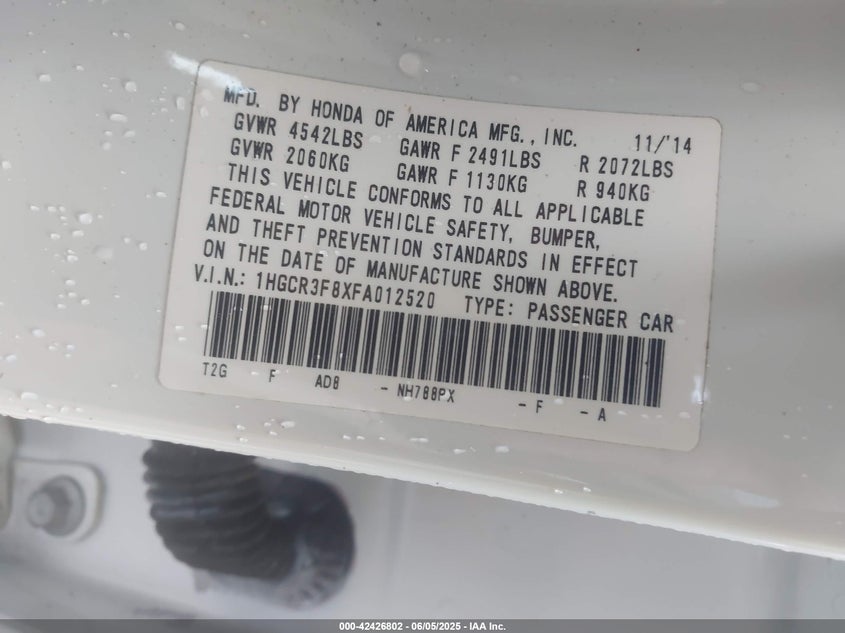 MFD. BY HONDA OF AMERICA MFG., INC. 11/'14
GVWR 4542LBS GAWR F 2491LBS R 2072LBS
GVWR 2060KG GAWR F 1130KG R 940KG
THIS VEHICLE CONFORMS TO ALL APPLICABLE
FEDERAL MOTOR VEHICLE SAFETY, BUMPER,
AND THEFT PREVENTION STANDARDS IN EFFECT
ON THE DATE OF MANUFACTURE SHOWN ABOVE.
V.I.N.: 1HGCR3F8XFA012520 TYPE: PASSENGER CAR
T2G F AD8 - NH788PX - F - A
000-42426802 - 06/05/2025 - IAA Inc.